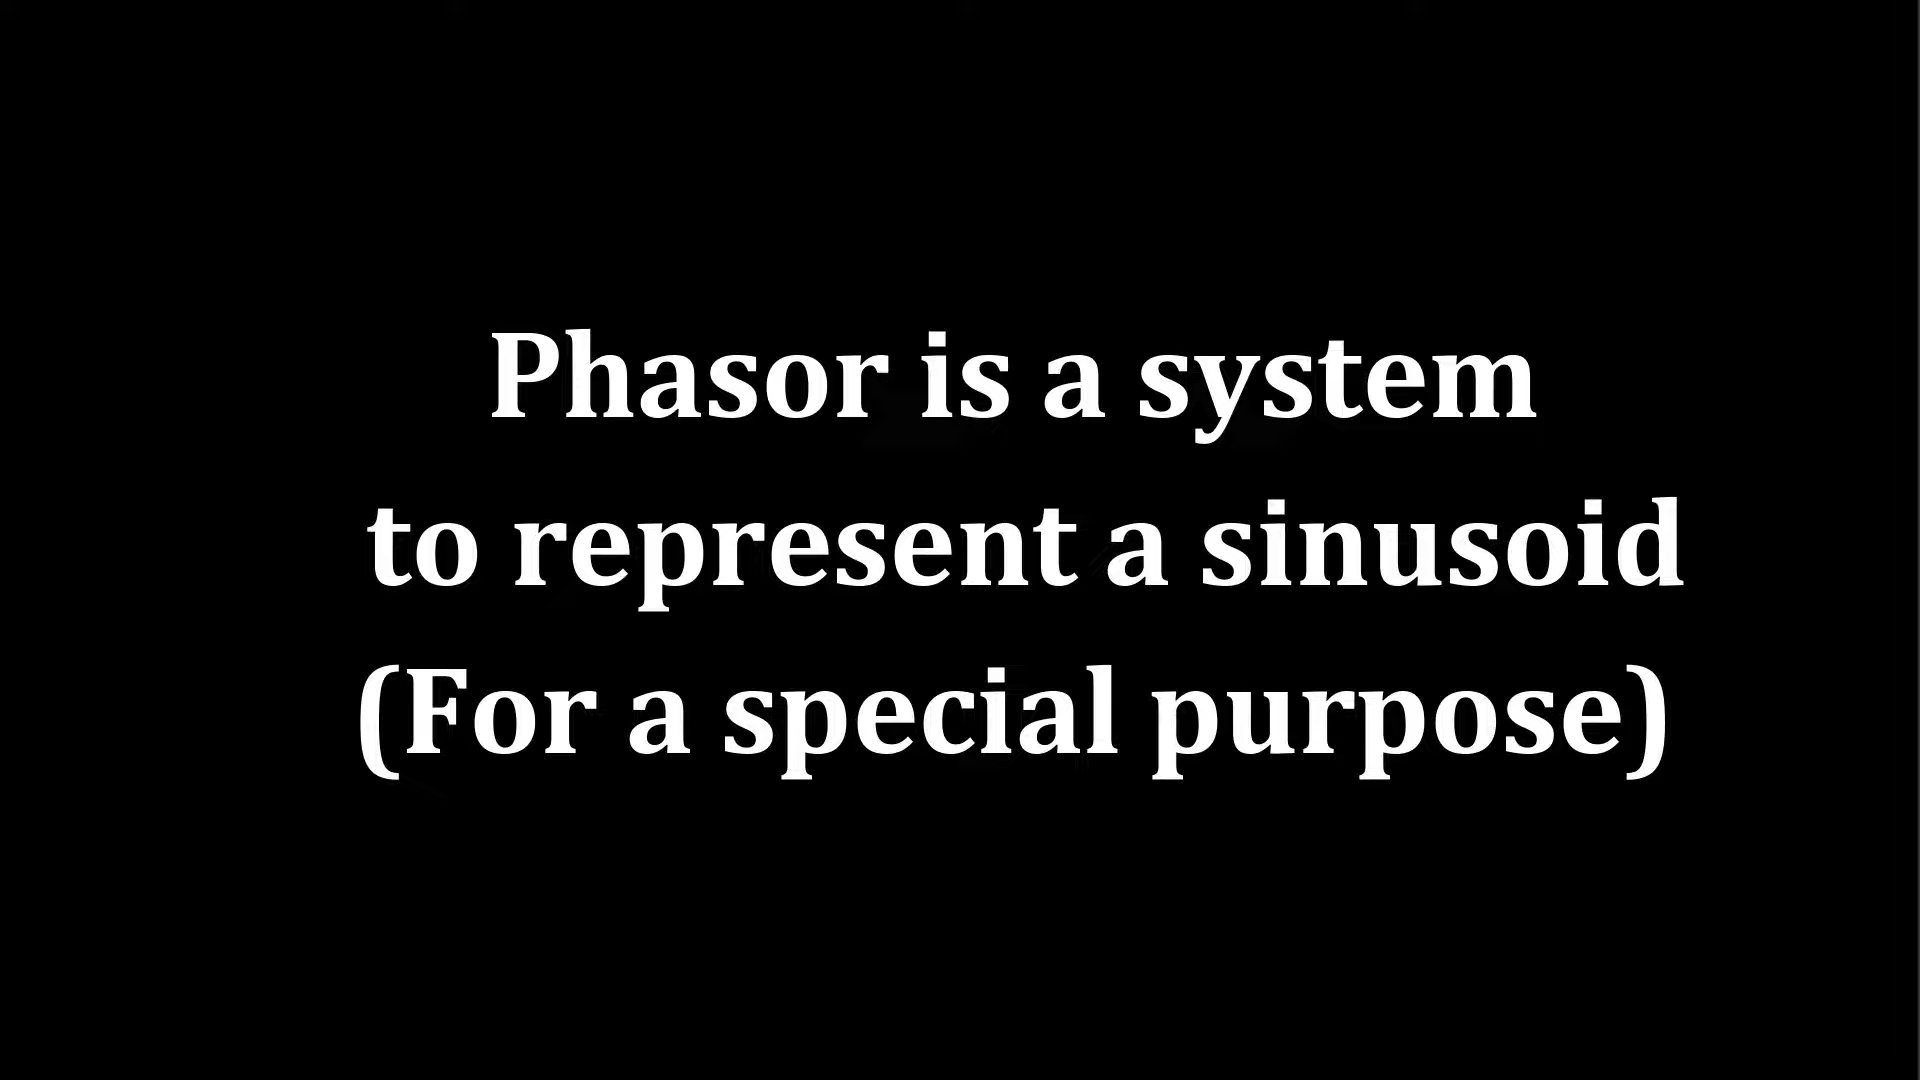 Phasor is a system
to represent a sinusoid
(For a special purpose)